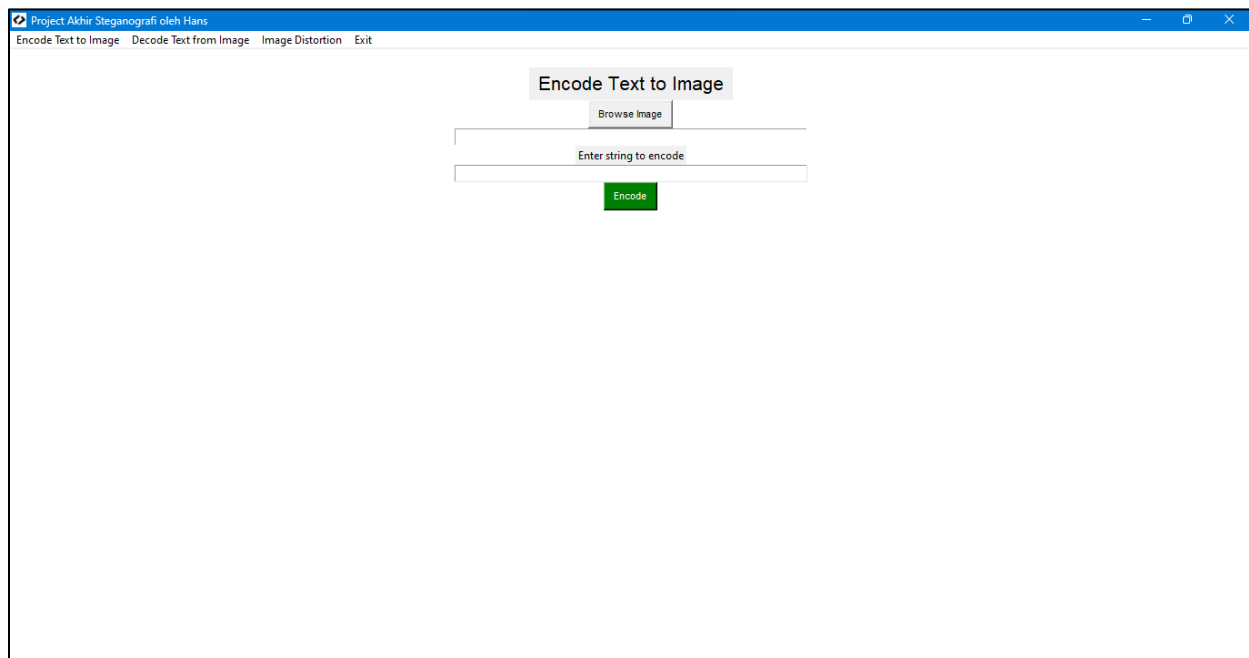 Project Akhir Steganografi oleh Hans
Encode Text to Image Decode Text from Image Image Distortion Exit
Encode Text to Image
Browse Image
Enter string to encode
Encode